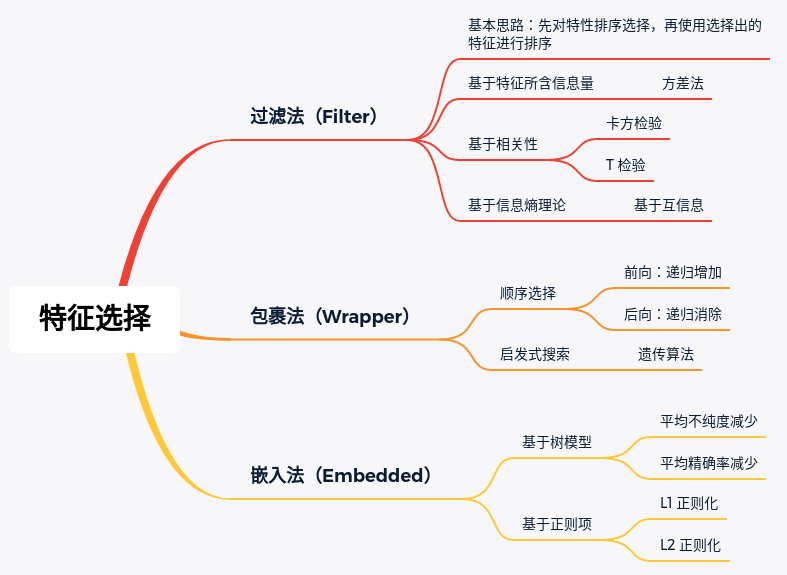 特征选择
过滤法（Filter）
基本思路：先对特性排序选择，再使用选择出的
特征进行排序
基于特征所含信息量
方差法
基于相关性
卡方检验
T 检验
基于信息熵理论
基于互信息
包裹法（Wrapper）
顺序选择
前向：递归增加
后向：递归消除
启发式搜索
遗传算法
嵌入法（Embedded）
基于树模型
平均不纯度减少
平均精确率减少
基于正则项
L1 正则化
L2 正则化